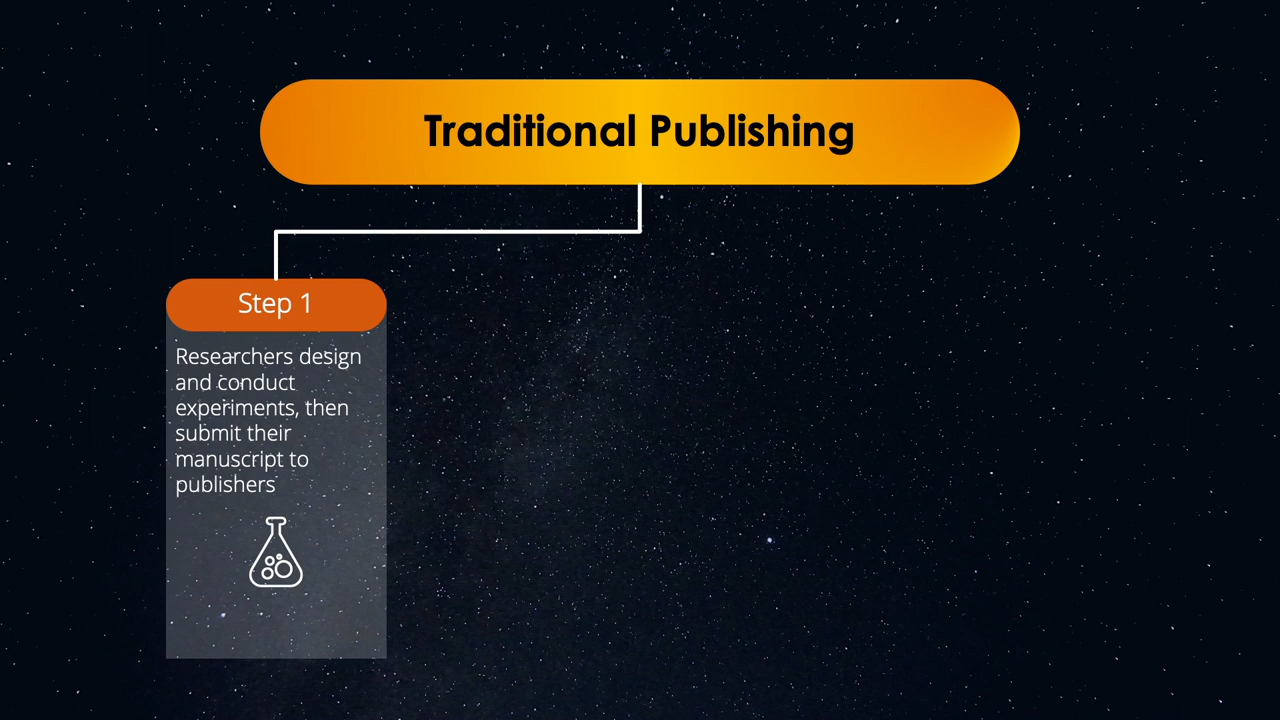 Traditional Publishing
Step 1
Researchers design
and conduct
experiments, then
submit their
manuscript to
publishers